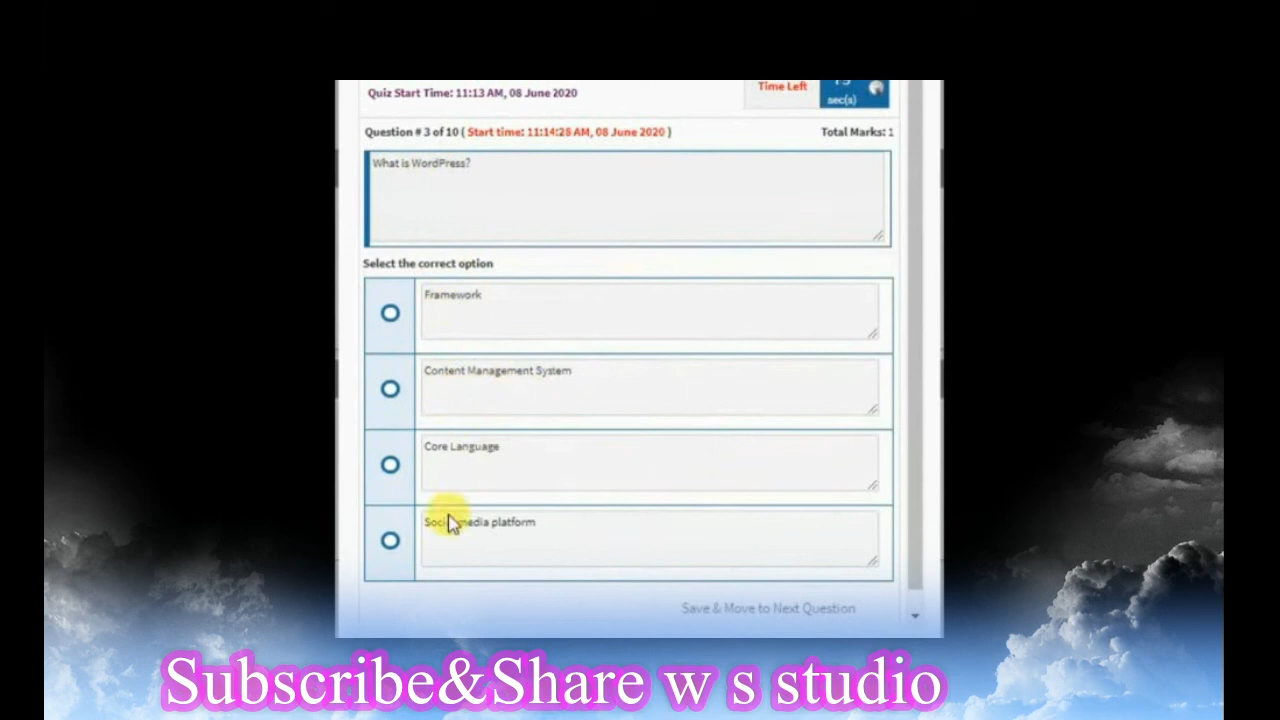 Quiz Start Time: 11:13 AM, 08 June 2020
Time Left
sec(s)
Question # 3 of 10 ( Start time: 11:14:28 AM, 08 June 2020 )
Total Marks: 1
What is WordPress?
Select the correct option
Framework
Content Management System
Core Language
Social media platform
Save & Move to Next Question
Subscribe&Share w s studio